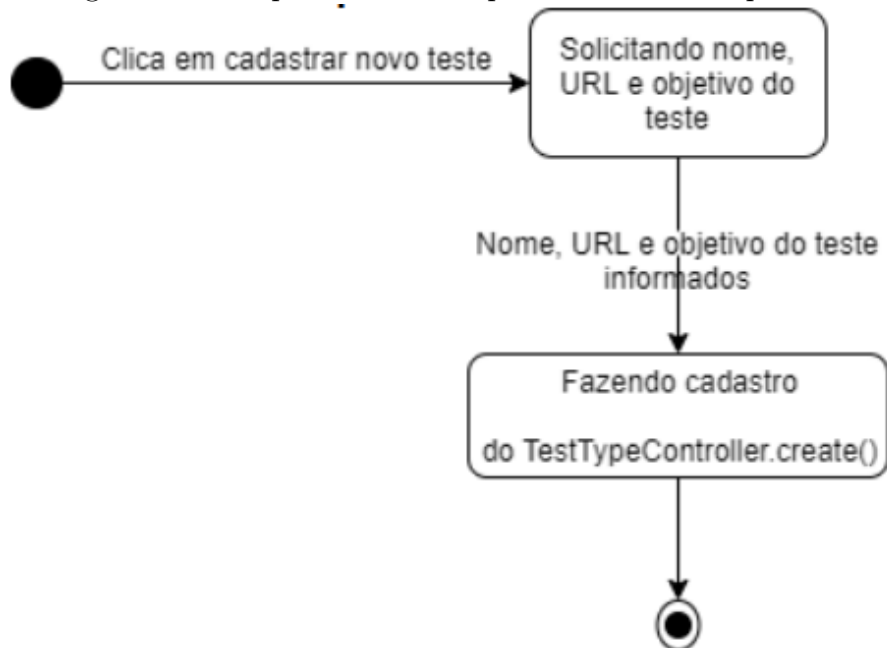 Clica em cadastrar novo teste
Solicitando nome,
URL e objetivo do
teste
Nome, URL e objetivo do teste
informados
Fazendo cadastro
do TestTypeController.create()